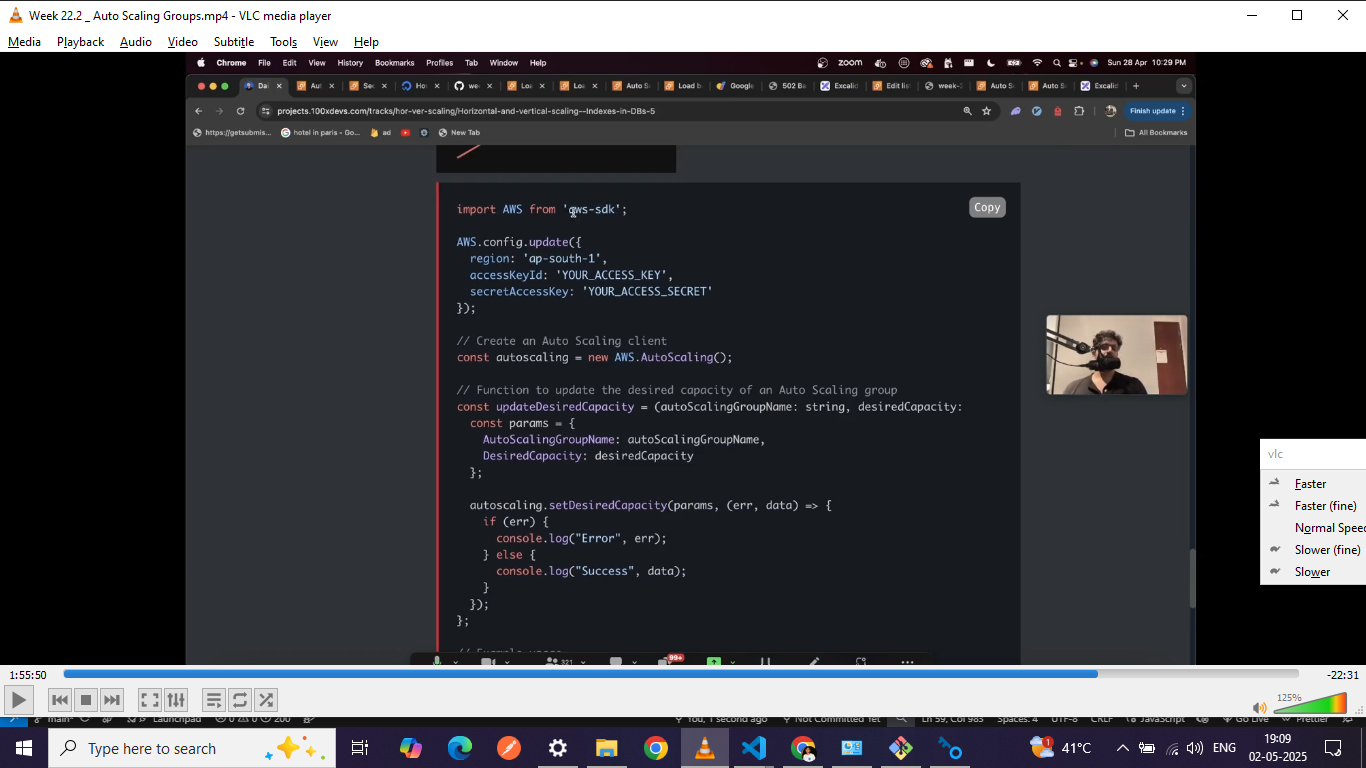 Week 22.2 _ Auto Scaling Groups.mp4 - VLC media player
Media Playback Audio Video Subtitle Tools View Help
Chrome File Edit View History Bookmarks Profiles Tab Window Help
zoom
Sun 28 Apr 10:29 PM
Dai
Aut
Sec
Ho
we
Loa
Loa
Auto S
Load b
Google
502 Ba
Excalid
Edit lis
week-2
Auto S
Auto S
Excalid
projects.100xdevs.com/tracks/hor-ver-scaling/Horizontal-and-vertical-scaling--Indexes-in-DBs-5
Finish update
https://getsubmis...
hotel in paris - Go...
ad
New Tab
All Bookmarks
Copy
import AWS from 'aws-sdk';
AWS.config.update({
region: 'ap-south-1',
accessKeyId: 'YOUR_ACCESS_KEY',
secretAccessKey: 'YOUR_ACCESS_SECRET'
});
// Create an Auto Scaling client
const autoscaling = new AWS.AutoScaling();
// Function to update the desired capacity of an Auto Scaling group
const updateDesiredCapacity = (autoScalingGroupName: string, desiredCapacity:
const params = {
AutoScalingGroupName: autoScalingGroupName,
DesiredCapacity: desiredCapacity
};
autoscaling.setDesiredCapacity(params, (err, data) => {
if (err) {
console.log("Error", err);
} else {
console.log("Success", data);
}
});
};
321
99+
vlc
Faster
Faster (fine)
Normal Speed
Slower (fine)
Slower
1:55:50
-22:31
125%
main*
Launchpad
0 0 200
You, 1 second ago
Not Committed Yet
Ln 59, Col 983
Spaces: 4
UTF-8
CRLF
JavaScript
Go Live
Prettier
Type here to search
41°C
ENG
19:09
02-05-2025